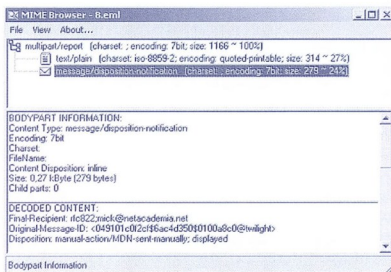 MIME Browser - B.eml
File View About...
multipart/report (charset: ; encoding: 7bit; size: 1166 ~ 100%)
text/plain (charset: iso-8859-2; encoding: quoted-printable; size: 314 ~ 27%)
message/disposition-notification (charset: ; encoding: 7bit; size: 279 ~ 24%)
BODYPART INFORMATION:
Content Type: message/disposition-notification
Encoding: 7bit
Charset:
FileName:
Content Disposition: inline
Size: 0,27 kByte (279 bytes)
Child parts: 0
DECODED CONTENT:
Final-Recipient: rfc822;mick@netacademia.net
Original-Message-ID: <049101c0f2cf$6ac4d350$0100a8c0@twilight>
Disposition: manual-action/MDN-sent-manually; displayed
Bodypart Information